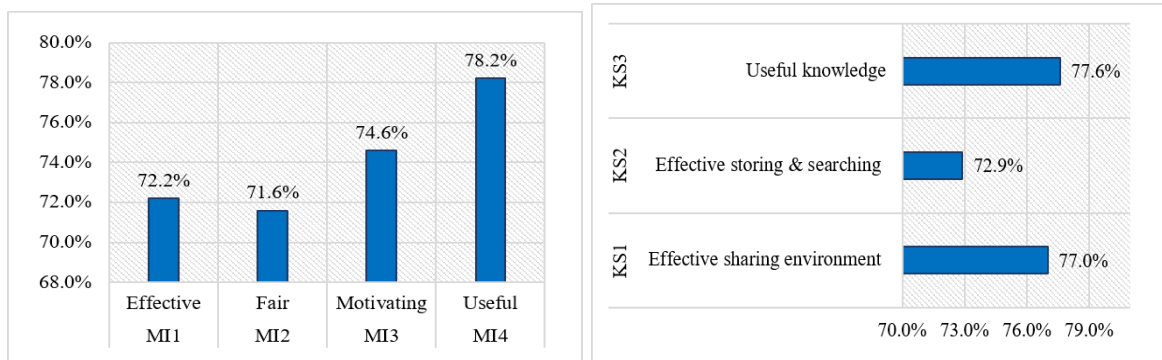 80.0%
78.0%
76.0%
74.0%
72.0%
70.0%
68.0%
72.2%
71.6%
74.6%
78.2%
Effective Fair Motivating Useful
MI1 MI2 MI3 MI4
KS3 Useful knowledge 77.6%
KS2 Effective storing & searching 72.9%
KS1 Effective sharing environment 77.0%
70.0% 73.0% 76.0% 79.0%